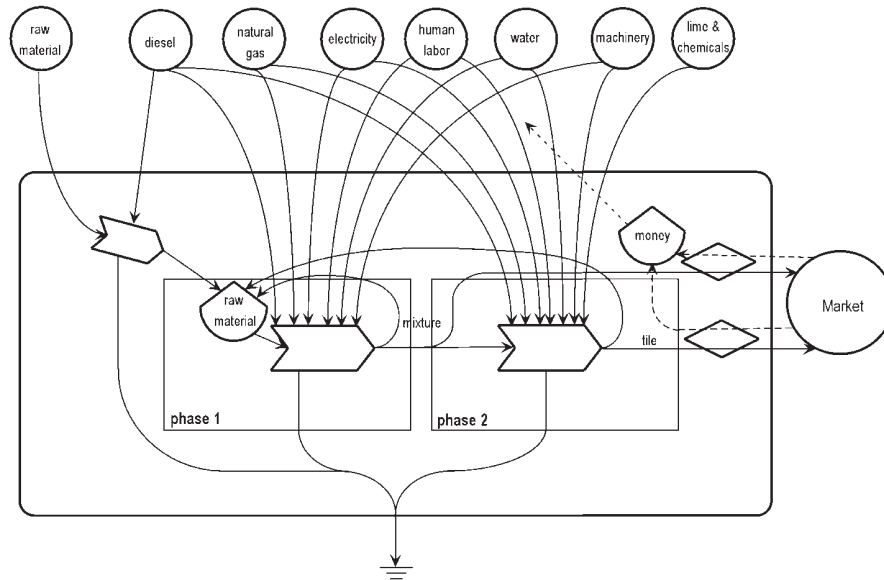 raw
material
diesel
natural
gas
electricity
human
labor
water
machinery
lime &
chemicals
money
Market
raw
material
mixture
tile
phase 1
phase 2